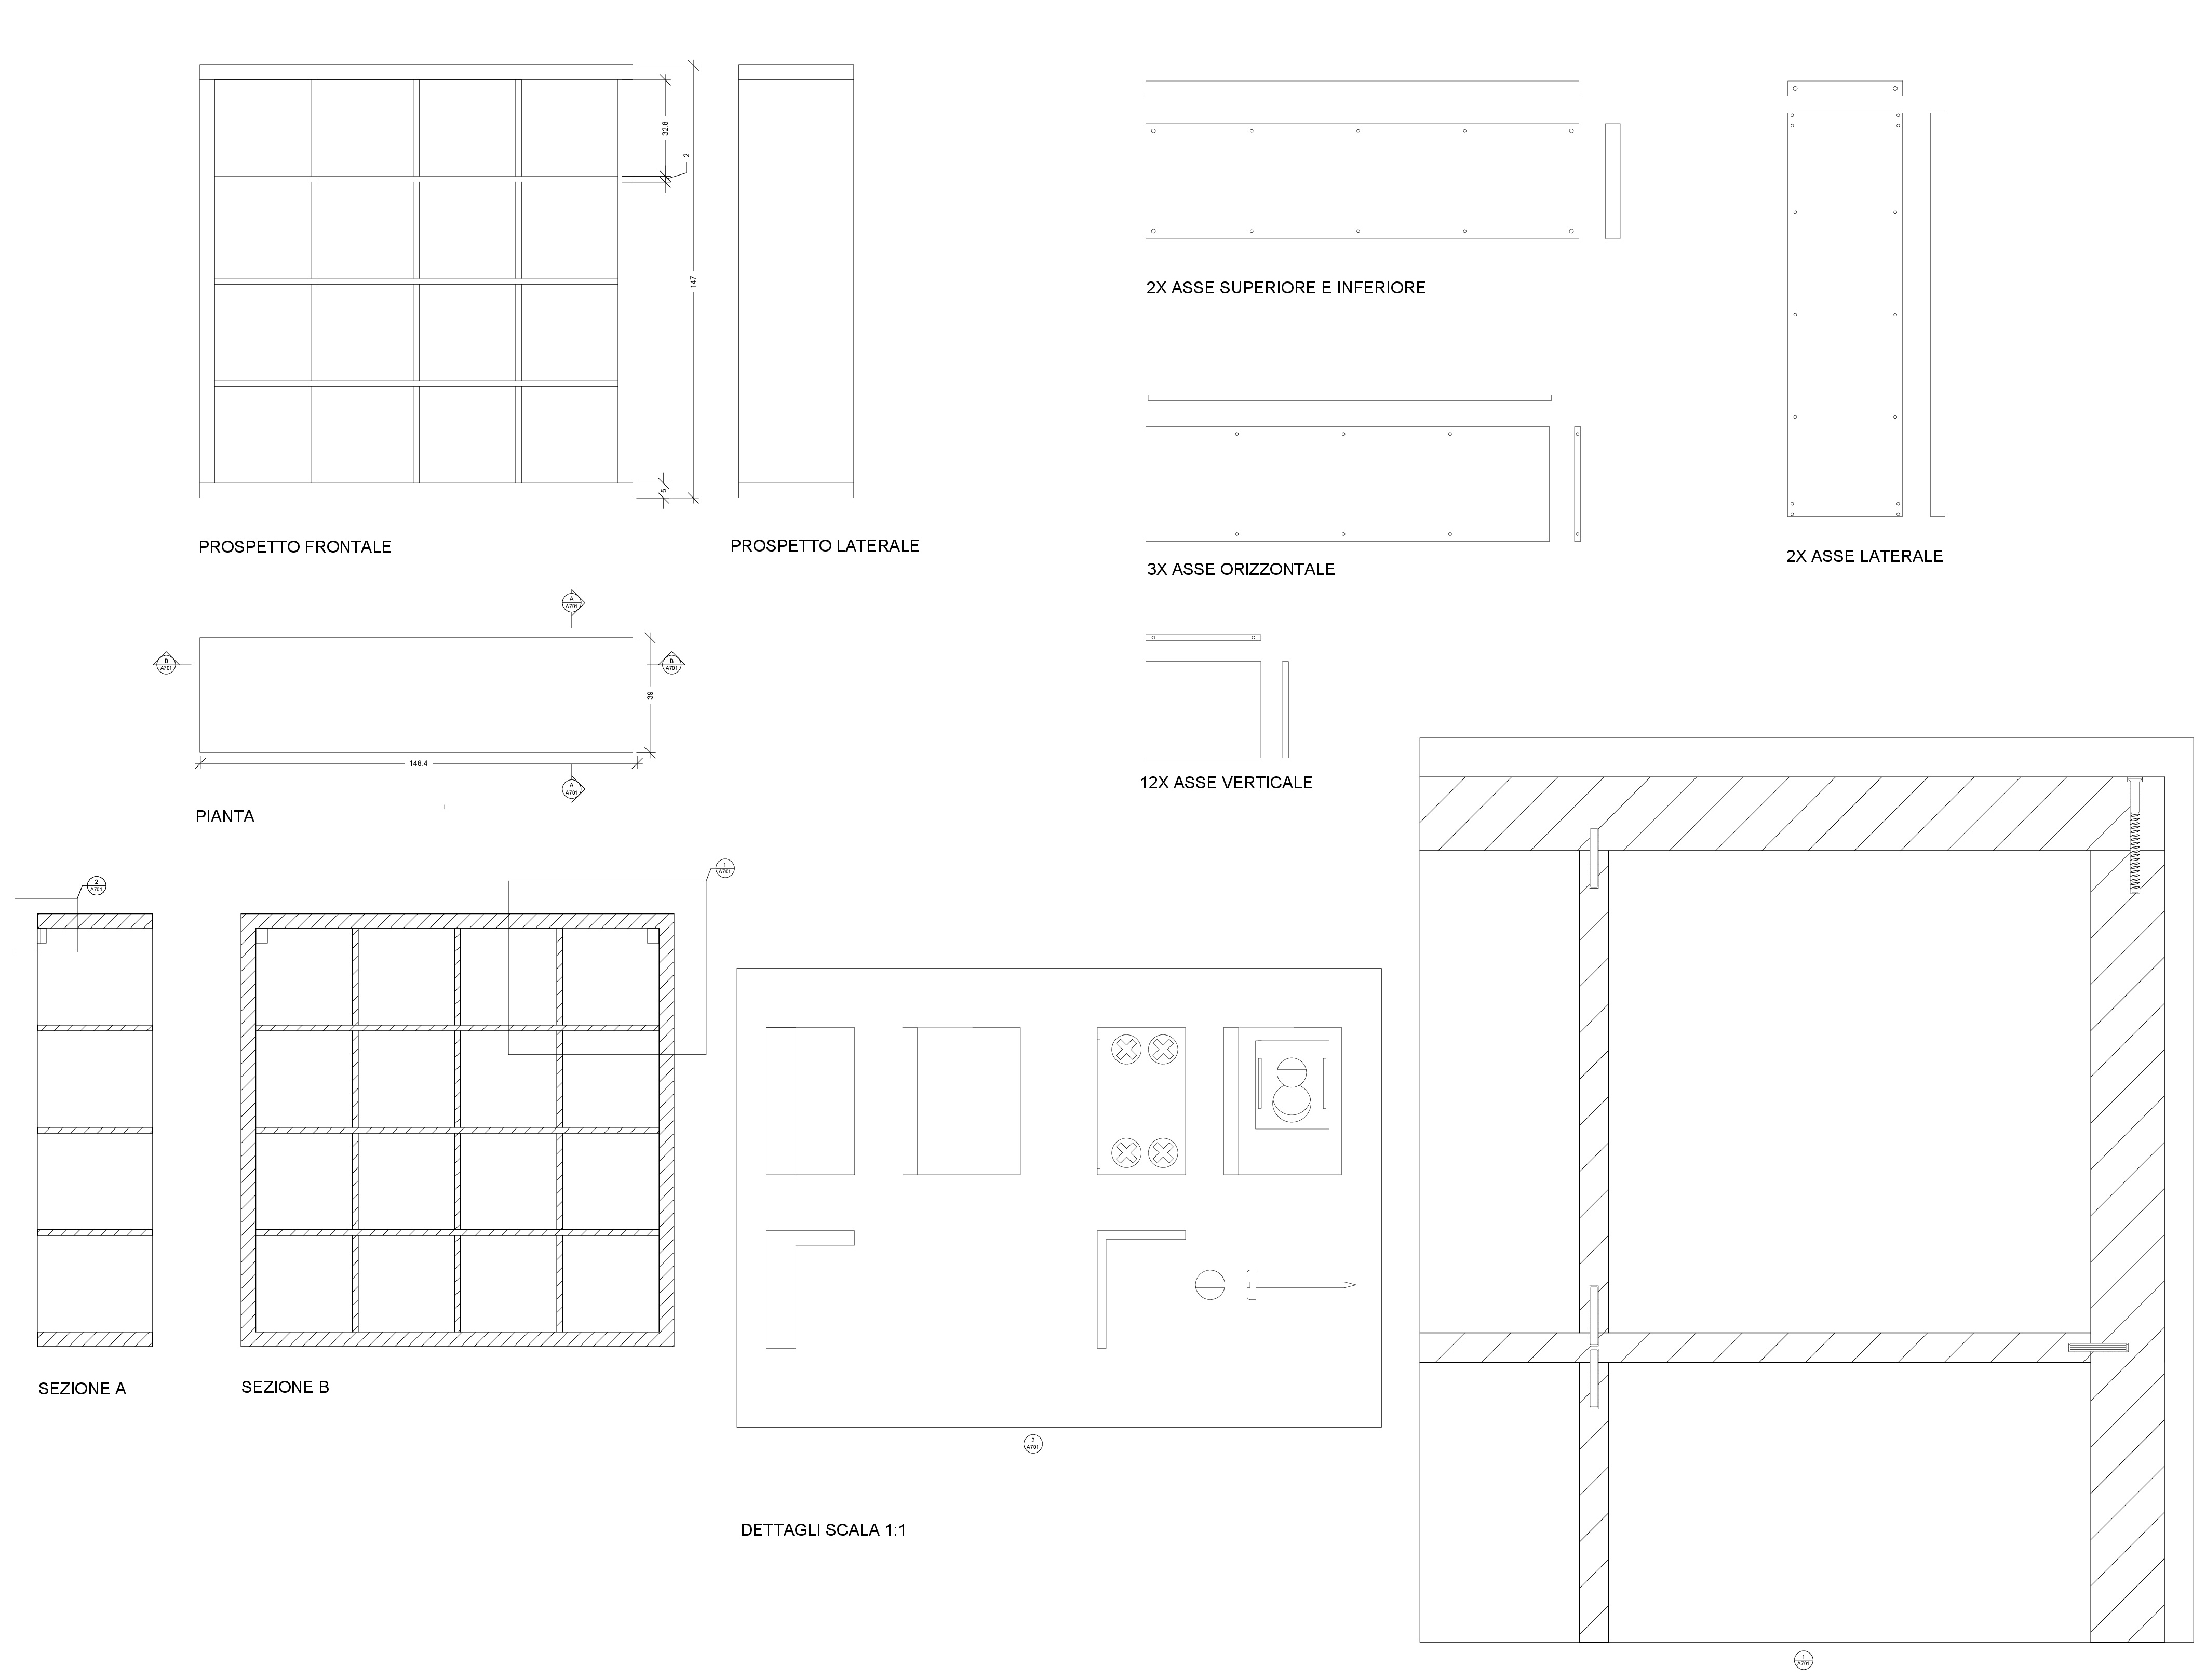 32.8
2
147
5
PROSPETTO FRONTALE
PROSPETTO LATERALE
2X ASSE SUPERIORE E INFERIORE
3X ASSE ORIZZONTALE
2X ASSE LATERALE
12X ASSE VERTICALE
A
A701
B
A701
B
A701
39
148.4
A
A701
PIANTA
2
A701
1
A701
SEZIONE A
SEZIONE B
2
A701
DETTAGLI SCALA 1:1
1
A701